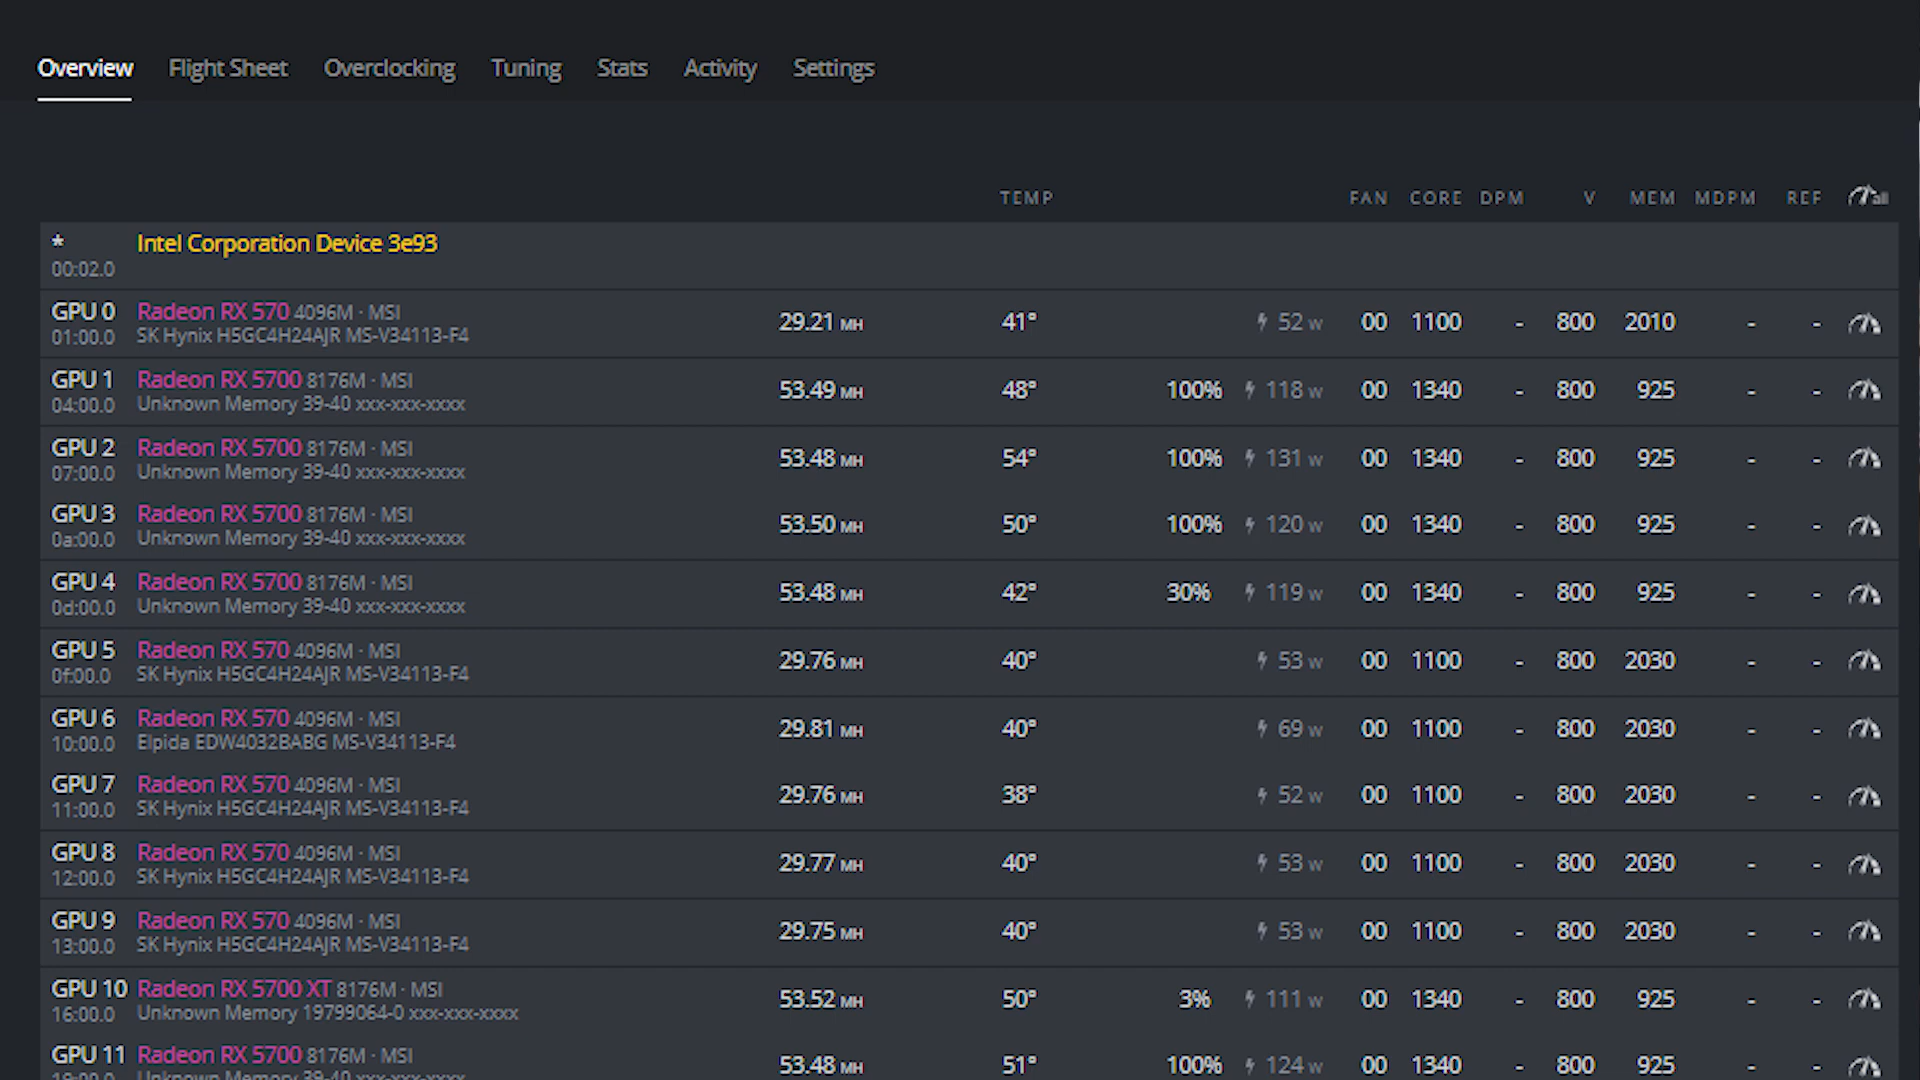 Overview Flight Sheet Overclocking Tuning Stats Activity Settings
TEMP FAN CORE DPM V MEM MDPM REF all
* Intel Corporation Device 3e93
00:02.0
GPU 0 Radeon RX 570 4096M · MSI 29.21 MH 41° 52 W 00 1100 - 800 2010 - -
01:00.0 SK Hynix H5GC4H24AJR MS-V34113-F4
GPU 1 Radeon RX 5700 8176M · MSI 53.49 MH 48° 100% 118 W 00 1340 - 800 925 - -
04:00.0 Unknown Memory 39-40 xxx-xxx-xxxx
GPU 2 Radeon RX 5700 8176M · MSI 53.48 MH 54° 100% 131 W 00 1340 - 800 925 - -
07:00.0 Unknown Memory 39-40 xxx-xxx-xxxx
GPU 3 Radeon RX 5700 8176M · MSI 53.50 MH 50° 100% 120 W 00 1340 - 800 925 - -
0a:00.0 Unknown Memory 39-40 xxx-xxx-xxxx
GPU 4 Radeon RX 5700 8176M · MSI 53.48 MH 42° 30% 119 W 00 1340 - 800 925 - -
0d:00.0 Unknown Memory 39-40 xxx-xxx-xxxx
GPU 5 Radeon RX 570 4096M · MSI 29.76 MH 40° 53 W 00 1100 - 800 2030 - -
0f:00.0 SK Hynix H5GC4H24AJR MS-V34113-F4
GPU 6 Radeon RX 570 4096M · MSI 29.81 MH 40° 69 W 00 1100 - 800 2030 - -
10:00.0 Elpida EDW4032BABG MS-V34113-F4
GPU 7 Radeon RX 570 4096M · MSI 29.76 MH 38° 52 W 00 1100 - 800 2030 - -
11:00.0 SK Hynix H5GC4H24AJR MS-V34113-F4
GPU 8 Radeon RX 570 4096M · MSI 29.77 MH 40° 53 W 00 1100 - 800 2030 - -
12:00.0 SK Hynix H5GC4H24AJR MS-V34113-F4
GPU 9 Radeon RX 570 4096M · MSI 29.75 MH 40° 53 W 00 1100 - 800 2030 - -
13:00.0 SK Hynix H5GC4H24AJR MS-V34113-F4
GPU 10 Radeon RX 5700 XT 8176M · MSI 53.52 MH 50° 3% 111 W 00 1340 - 800 925 - -
16:00.0 Unknown Memory 19799064-0 xxx-xxx-xxxx
GPU 11 Radeon RX 5700 8176M · MSI 53.48 MH 51° 100% 124 W 00 1340 - 800 925 - -
19:00.0 Unknown Memory 39-40 xxx-xxx-xxxx